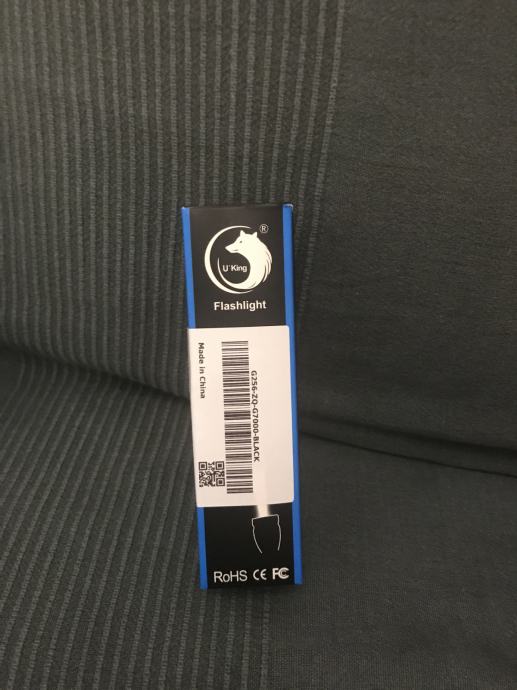 ®
U`King
Flashlight
Made in China
G256-ZQ-G7000-BLACK
RoHS CE FC